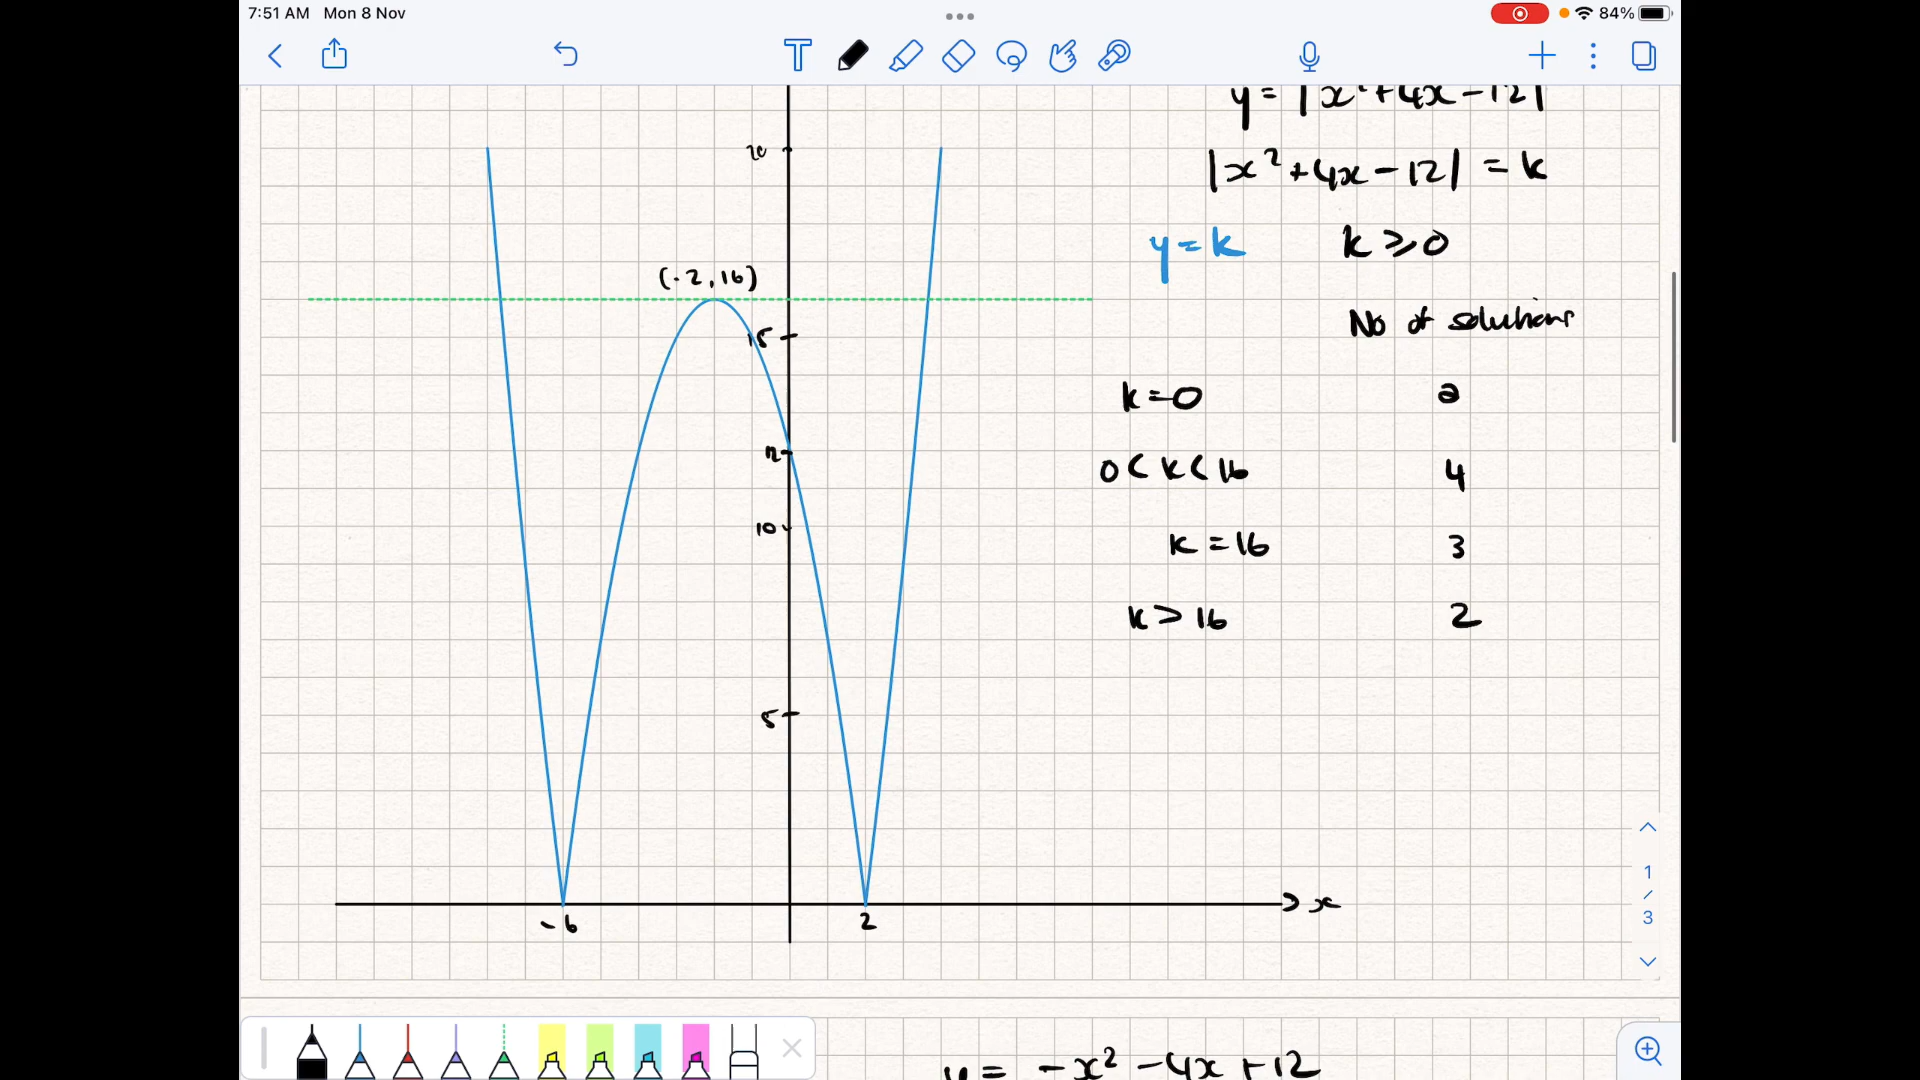 7:51 AM Mon 8 Nov
84%
y = |x²+4x-12|
|x²+4x-12| = k
y = k k ⩾ 0
No of solutions
k=0 2
0<k<16 4
k=16 3
k>16 2
20
(-2,16)
15
12
10
5
-6 2 x
1
/
3
y = -x² -4x +12